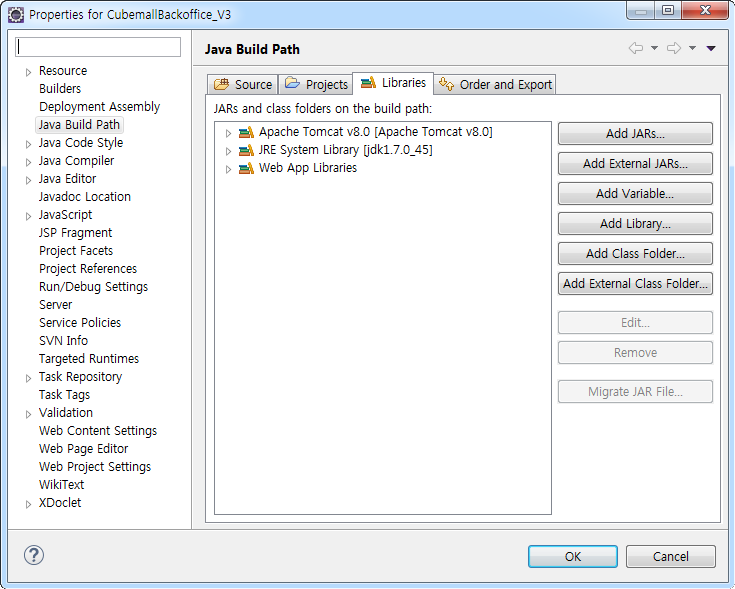 Properties for CubemallBackoffice_V3
Resource
Builders
Deployment Assembly
Java Build Path
Java Code Style
Java Compiler
Java Editor
Javadoc Location
JavaScript
JSP Fragment
Project Facets
Project References
Run/Debug Settings
Server
Service Policies
SVN Info
Targeted Runtimes
Task Repository
Task Tags
Validation
Web Content Settings
Web Page Editor
Web Project Settings
WikiText
XDoclet
Java Build Path
Source Projects Libraries Order and Export
JARs and class folders on the build path:
Apache Tomcat v8.0 [Apache Tomcat v8.0]
JRE System Library [jdk1.7.0_45]
Web App Libraries
Add JARs...
Add External JARs...
Add Variable...
Add Library...
Add Class Folder...
Add External Class Folder...
Edit...
Remove
Migrate JAR File...
?
OK Cancel